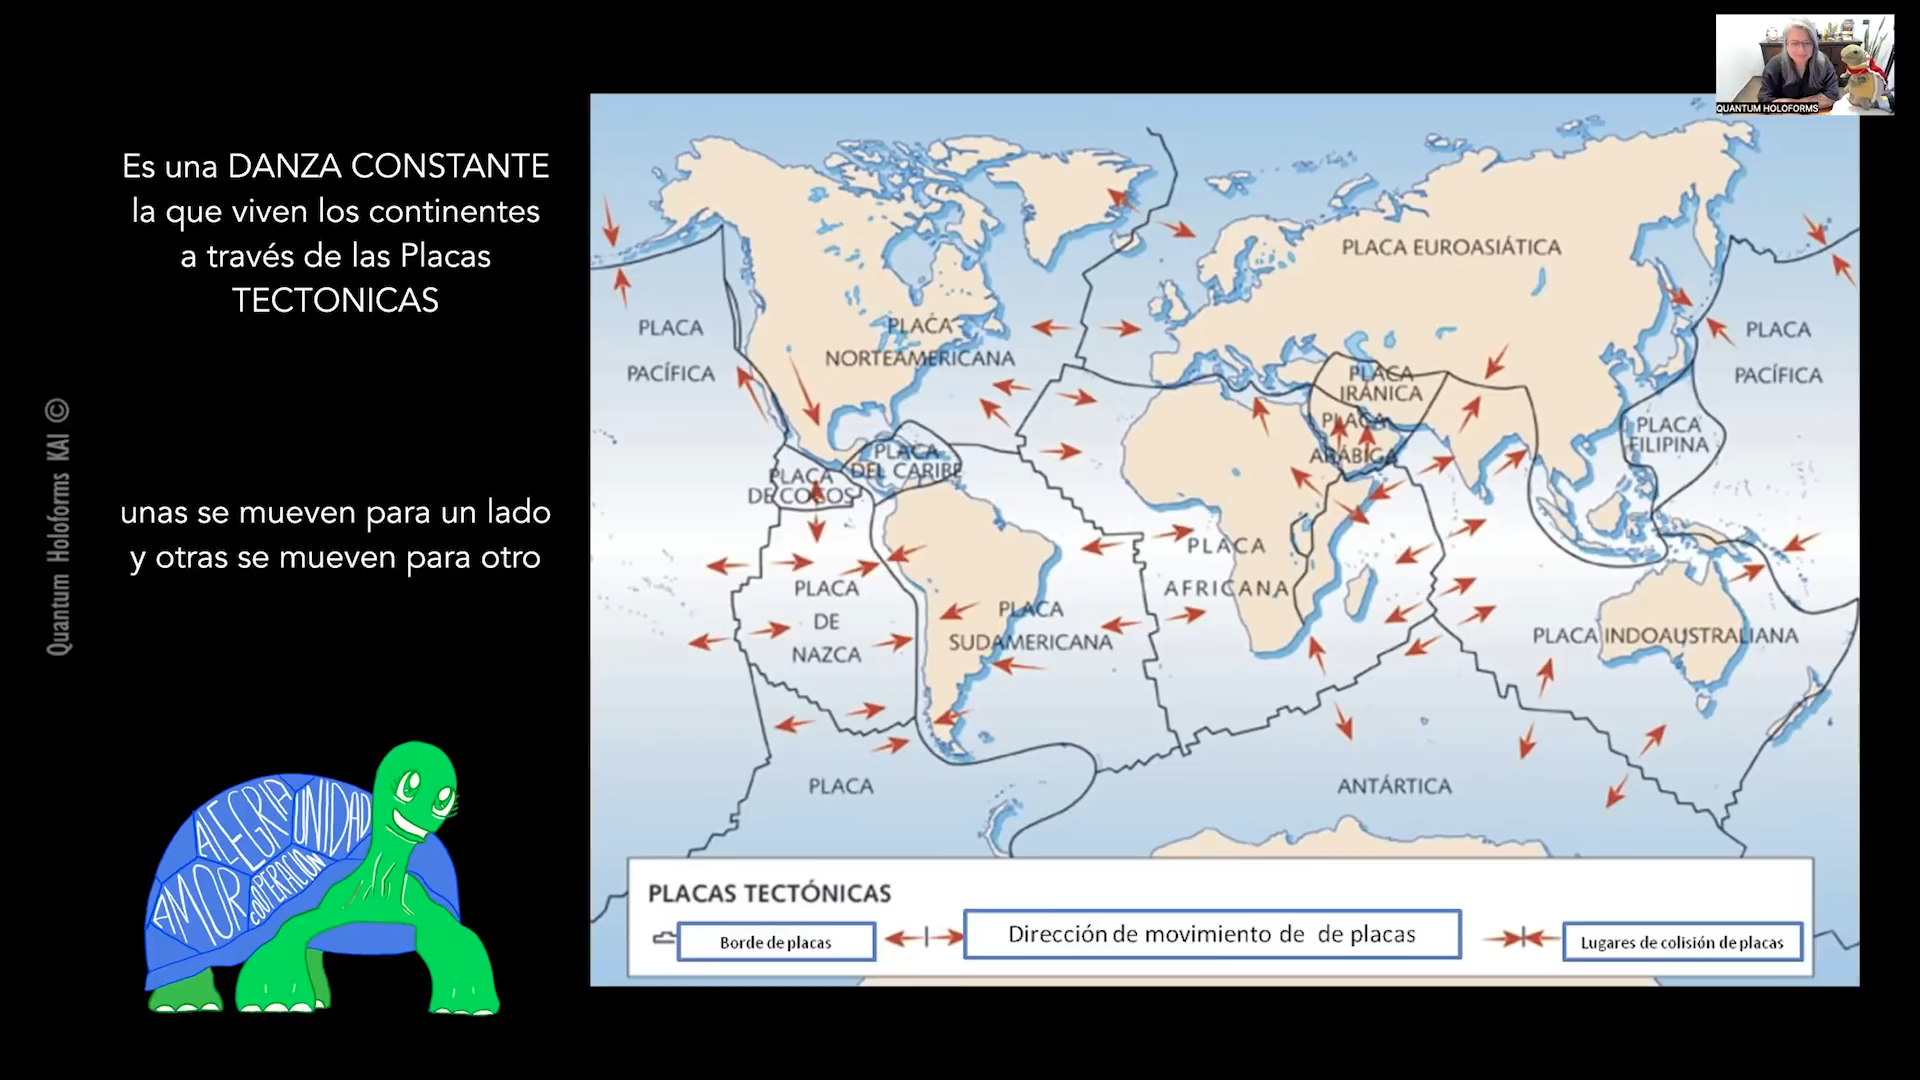 QUANTUM HOLOFORMS
Es una DANZA CONSTANTE
la que viven los continentes
a través de las Placas
TECTONICAS
unas se mueven para un lado
y otras se mueven para otro
Quantum Holoforms KAI ©
ALEGRIA
UNIDAD
AMOR
COOPERACION
PLACA EUROASIÁTICA
PLACA
NORTEAMERICANA
PLACA
PACÍFICA
PLACA
PACÍFICA
PLACA
IRÁNICA
PLACA
ARÁBIGA
PLACA
FILIPINA
PLACA
DEL CARIBE
PLACA
DE COCOS
PLACA
AFRICANA
PLACA
DE
NAZCA
PLACA
SUDAMERICANA
PLACA INDOAUSTRALIANA
PLACA
ANTÁRTICA
PLACAS TECTÓNICAS
Borde de placas
Dirección de movimiento de de placas
Lugares de colisión de placas